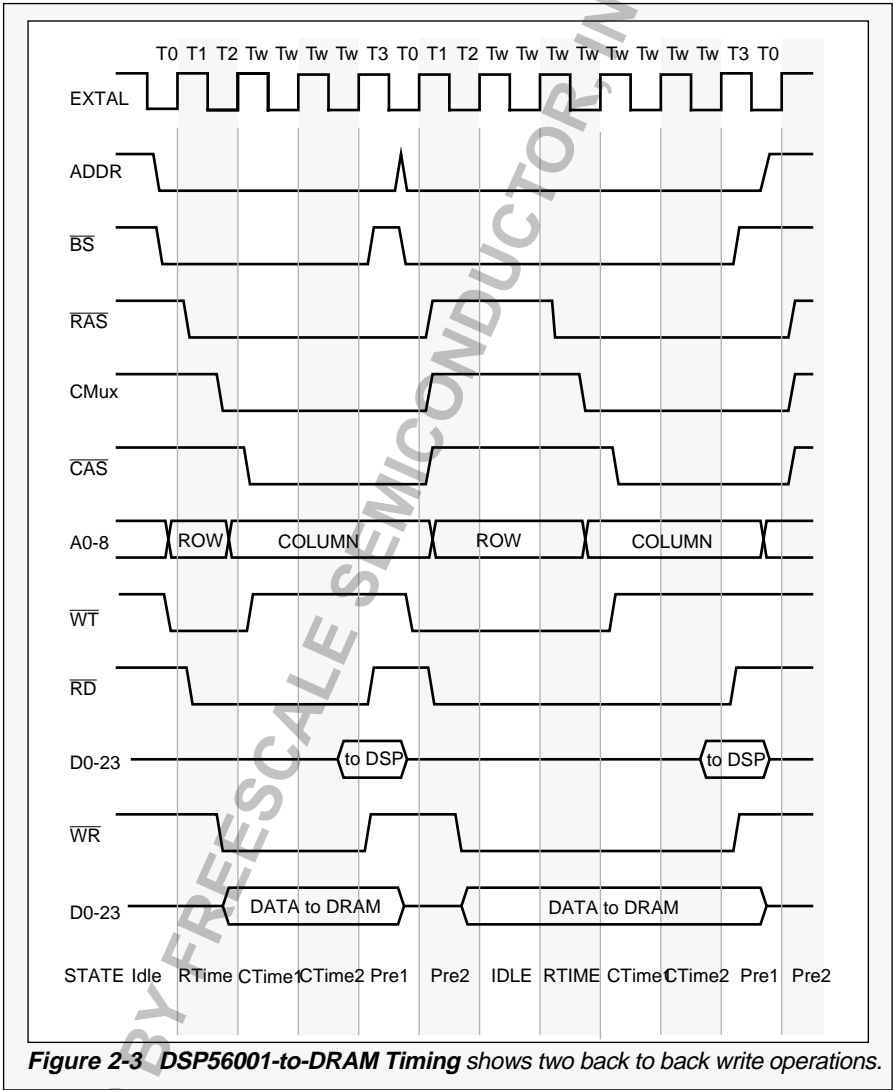 T0 T1 T2 Tw Tw Tw Tw T3 T0 T1 T2 Tw Tw Tw Tw Tw Tw Tw Tw T3 T0
EXTAL
ADDR
BS
RAS
CMux
CAS
A0-8 ROW COLUMN ROW COLUMN
WT
RD
D0-23 to DSP to DSP
WR
D0-23 DATA to DRAM DATA to DRAM
STATE Idle RTime CTime1 CTime2 Pre1 Pre2 IDLE RTIME CTime1 CTime2 Pre1 Pre2
Figure 2-3 DSP56001-to-DRAM Timing shows two back to back write operations.
BY FREESCALE SEMICONDUCTOR, IN